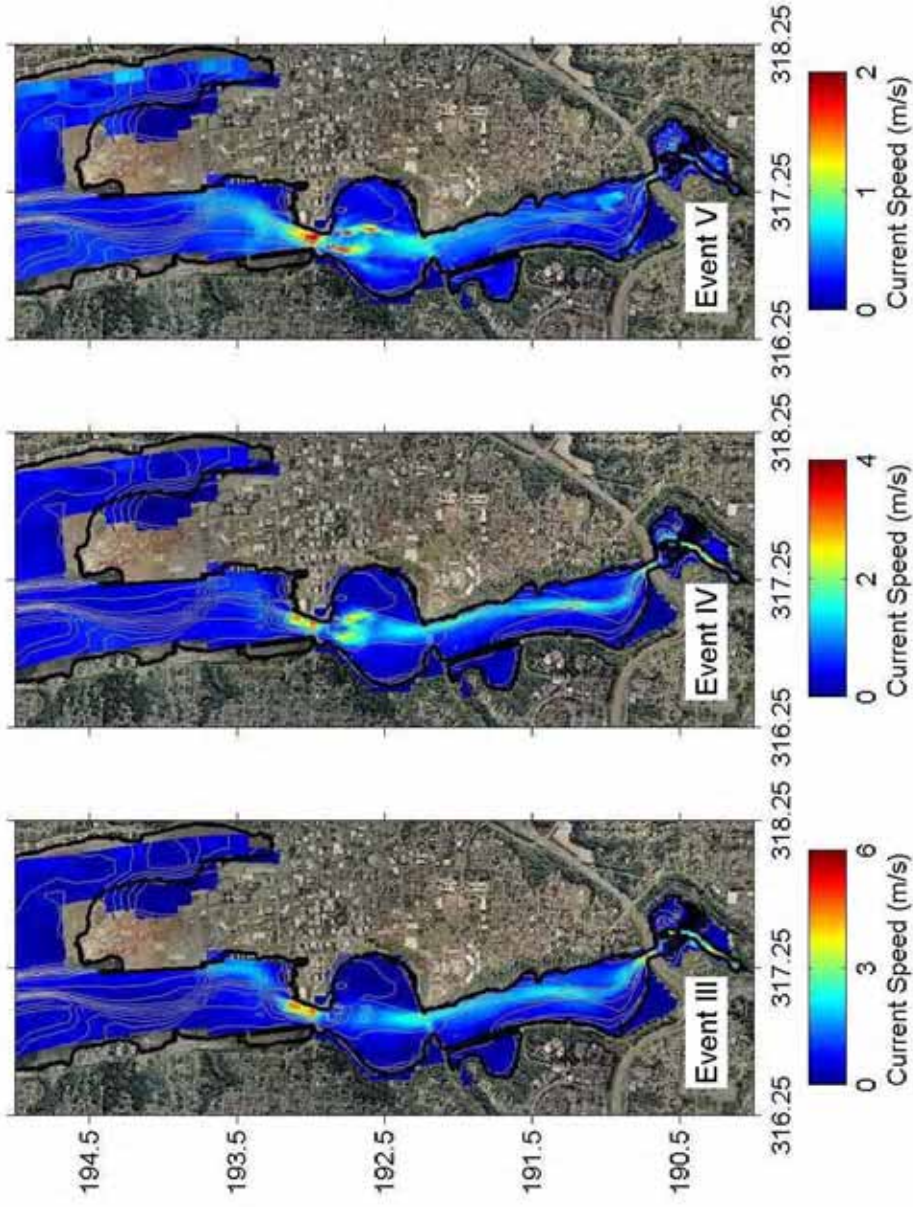 194.5
193.5
192.5
191.5
190.5
Event III
316.25 317.25 318.25
0 3 6
Current Speed (m/s)
Event IV
316.25 317.25 318.25
0 2 4
Current Speed (m/s)
Event V
316.25 317.25 318.25
0 1 2
Current Speed (m/s)